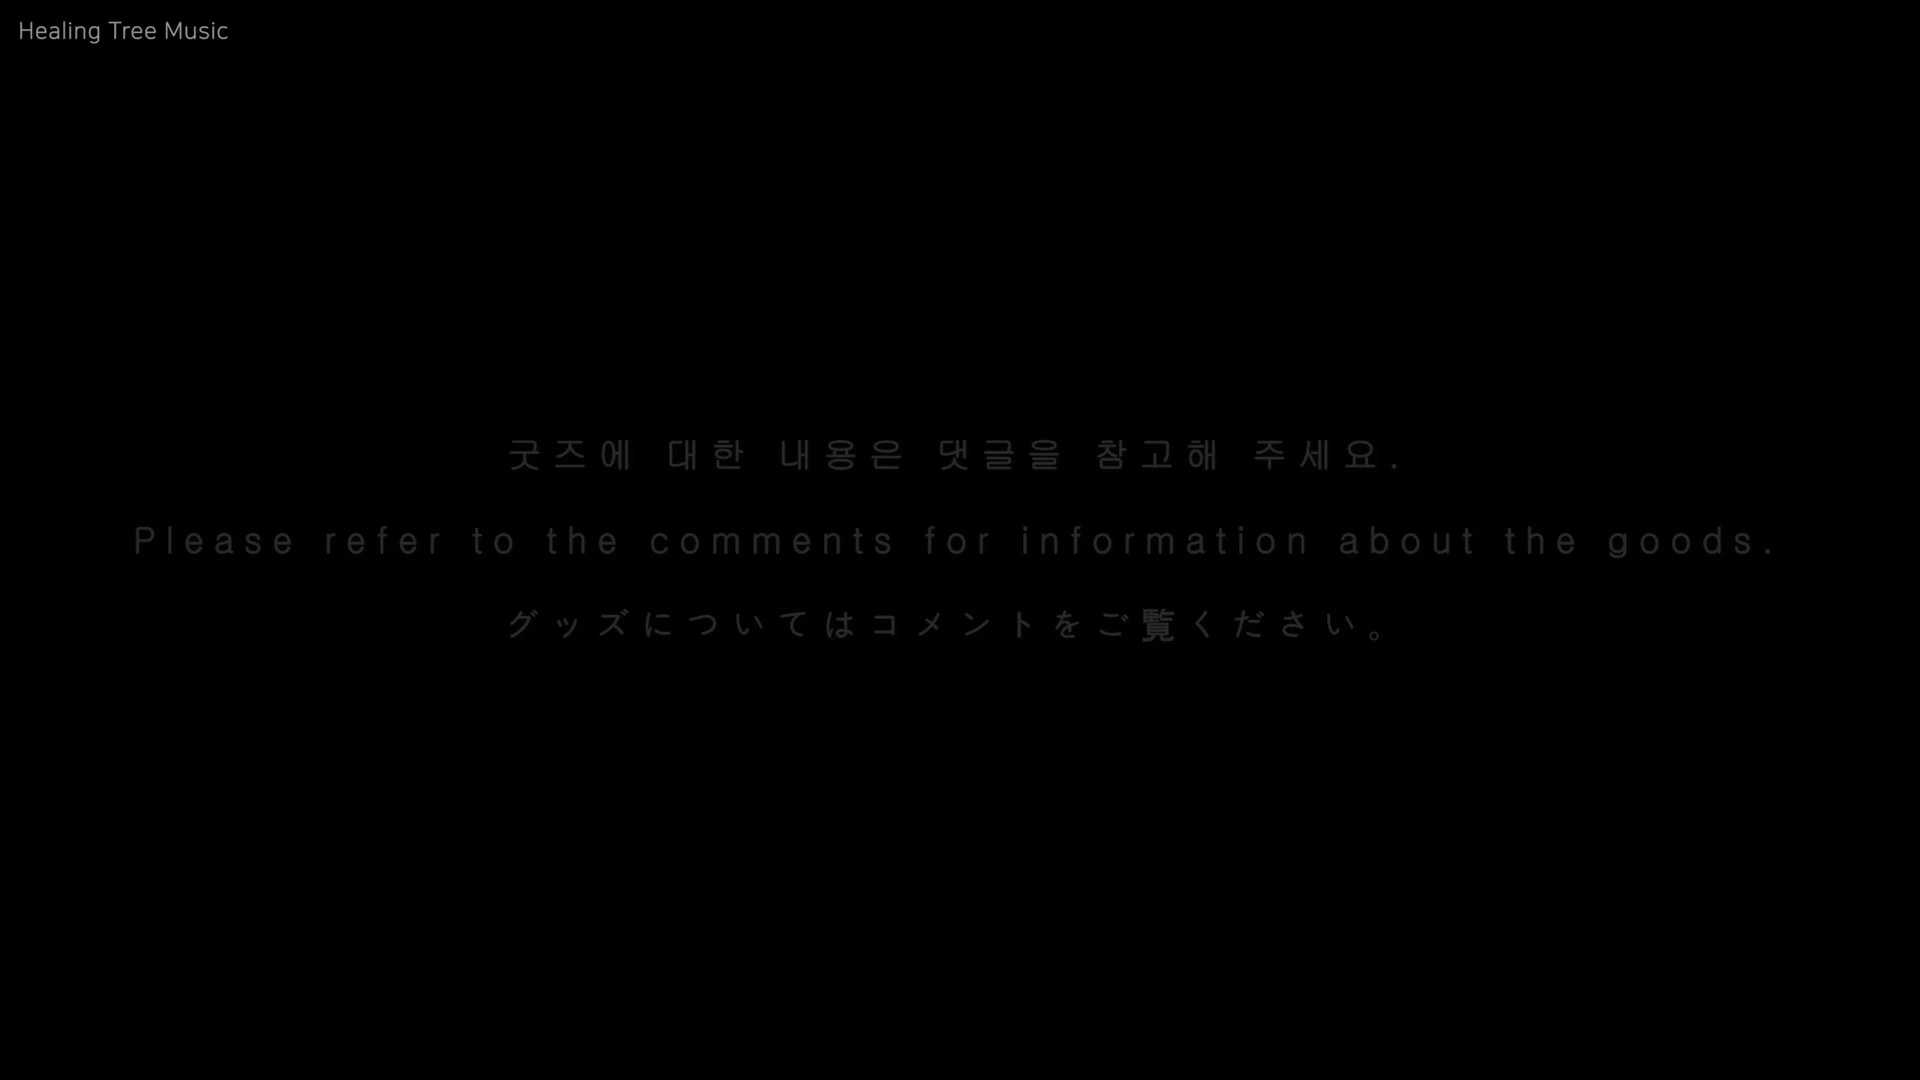 Healing Tree Music
굿즈에 대한 내용은 댓글을 참고해 주세요.
Please refer to the comments for information about the goods.
グッズについてはコメントをご覧ください。